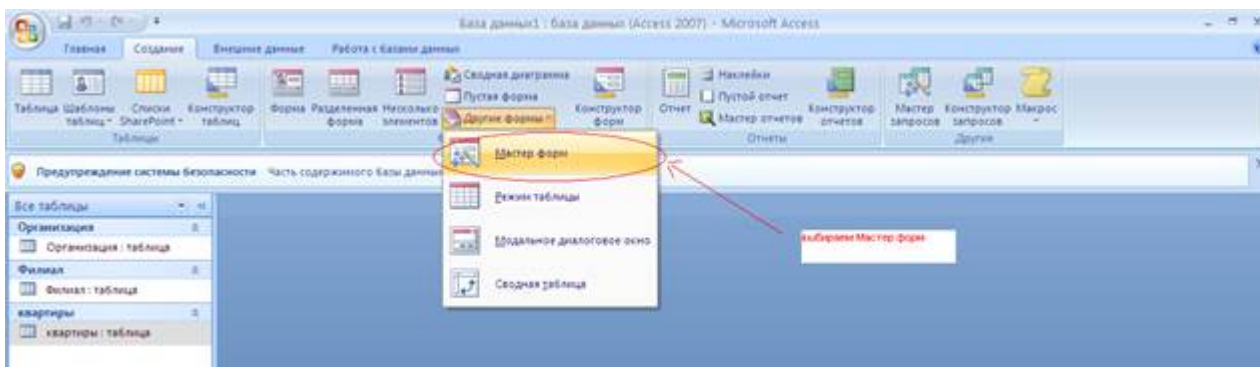 База данных1 : база данных (Access 2007) - Microsoft Access
Главная Создание Внешние данные Работа с базами данных
Таблица Шаблоны таблиц Списки SharePoint Конструктор таблиц
Форма Разделенная форма Несколько элементов
Сводная диаграмма
Пустая форма
Другие формы
Конструктор форм
Отчет
Наклейки
Пустой отчет
Мастер отчетов
Конструктор отчетов
Мастер запросов Конструктор запросов Макрос
Таблицы
Отчеты
Другие
Мастер форм
Режим таблицы
Модальное диалоговое окно
Сводная таблица
Предупреждение системы безопасности Часть содержимого базы данных
Все таблицы
Организация
Организация : таблица
Филиал
Филиал : таблица
квартиры
квартиры : таблица
выбираем Мастер форм